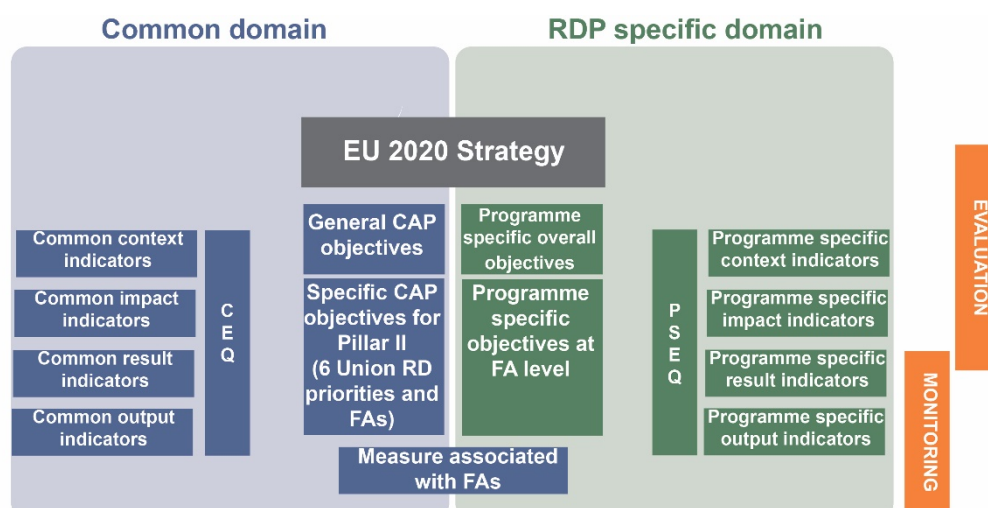 Common domain
RDP specific domain
EU 2020 Strategy
General CAP
objectives
Programme
specific overall
objectives
Common context
indicators
Common impact
indicators
Common result
indicators
Common output
indicators
CEQ
Specific CAP
objectives for
Pillar II
(6 Union RD
priorities and
FAs)
Programme
specific
objectives at
FA level
PSEQ
Programme specific
context indicators
Programme specific
impact indicators
Programme specific
result indicators
Programme specific
output indicators
Measure associated
with FAs
EVALUATION
MONITORING